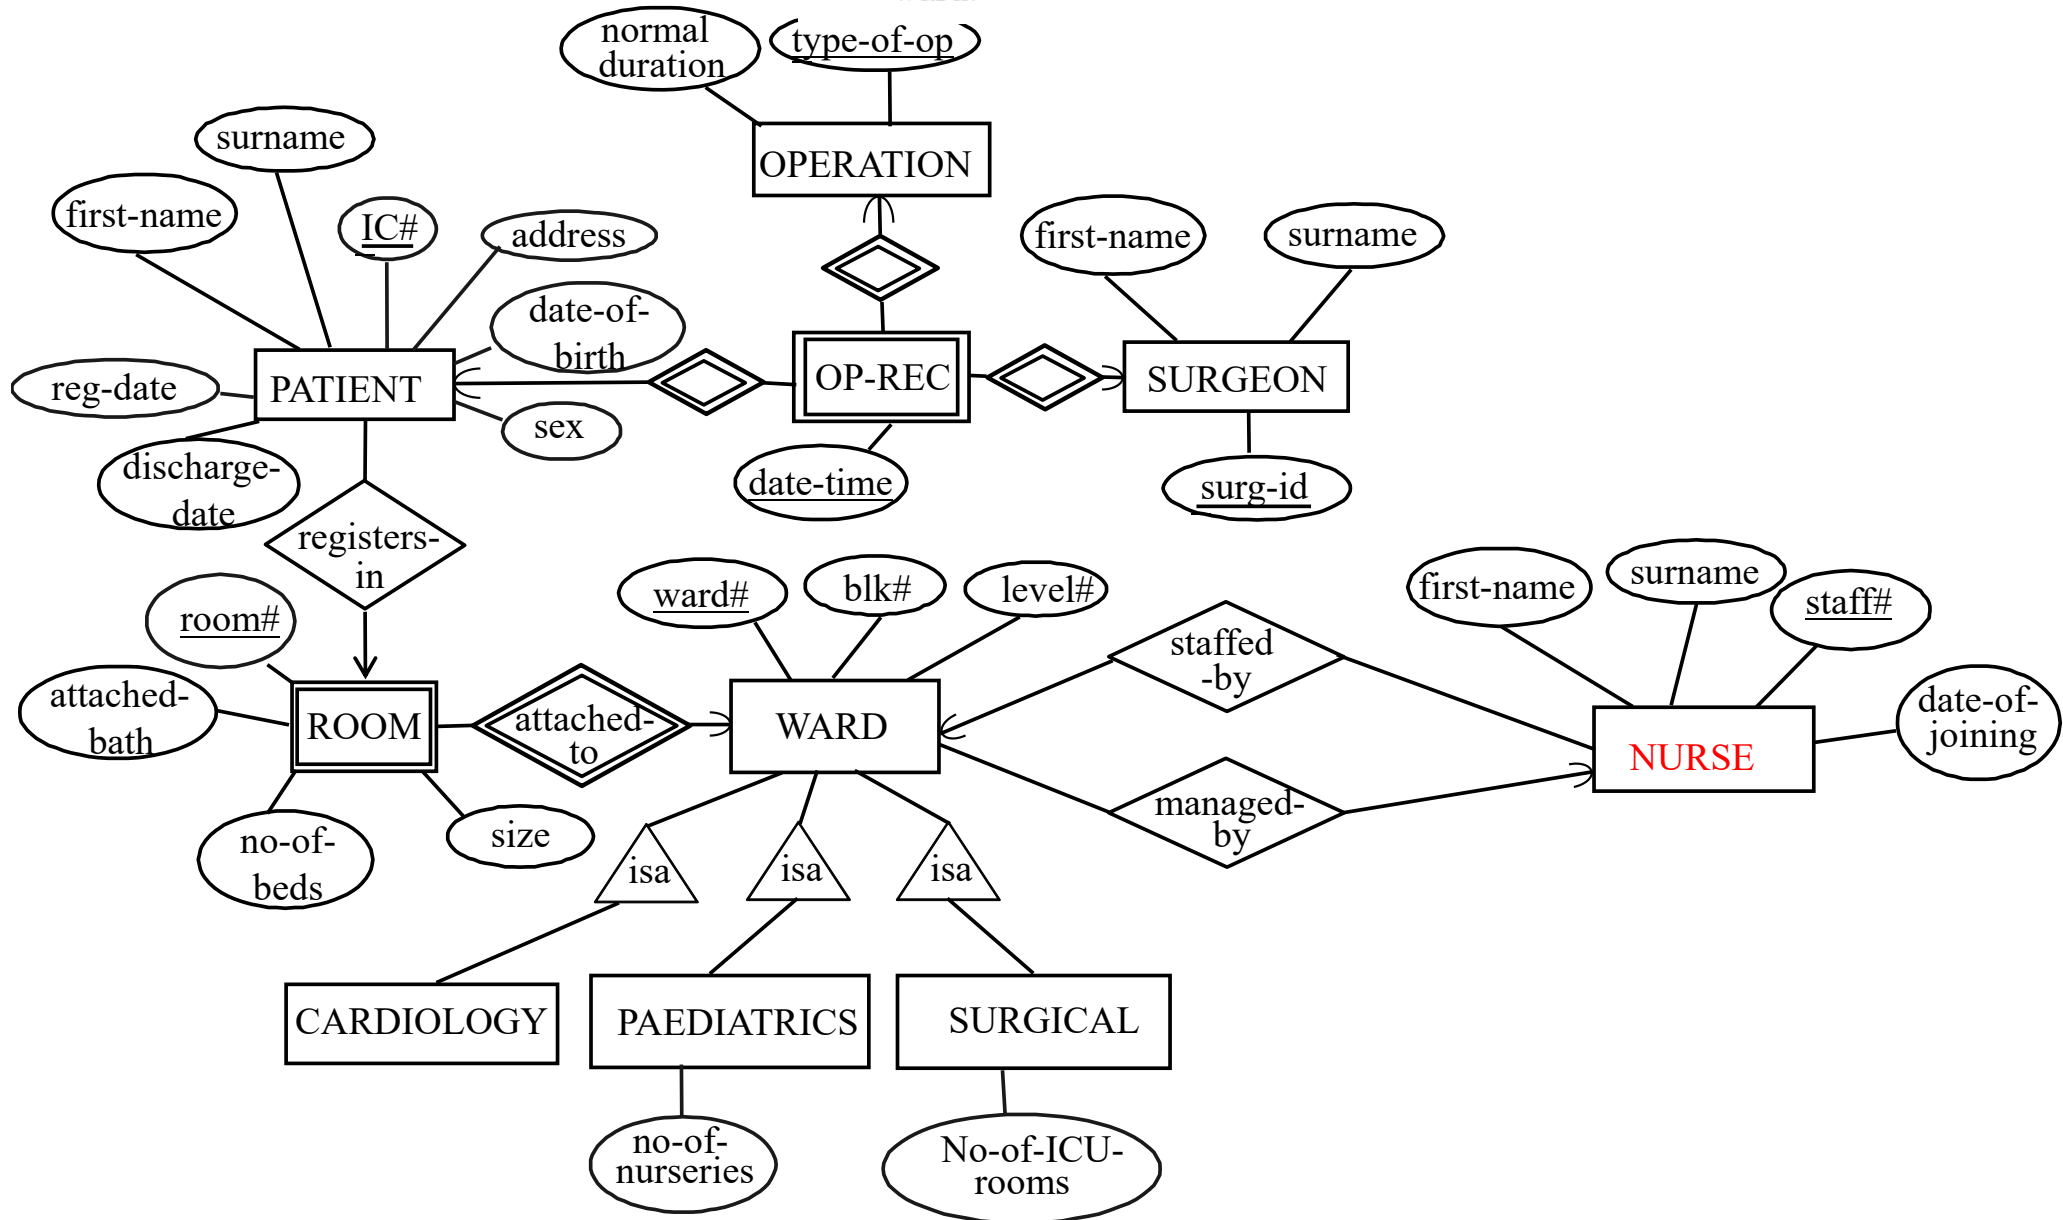 normal
duration
type-of-op
surname
OPERATION
first-name
IC#
address
first-name
surname
date-of-
birth
reg-date
PATIENT
OP-REC
SURGEON
sex
discharge-
date
date-time
surg-id
registers-
in
room#
ward#
blk#
level#
first-name
surname
staff#
staffed
-by
attached-
bath
ROOM
attached-
to
WARD
NURSE
date-of-
joining
managed-
by
no-of-
beds
size
isa
isa
isa
CARDIOLOGY
PAEDIATRICS
SURGICAL
no-of-
nurseries
No-of-ICU-
rooms